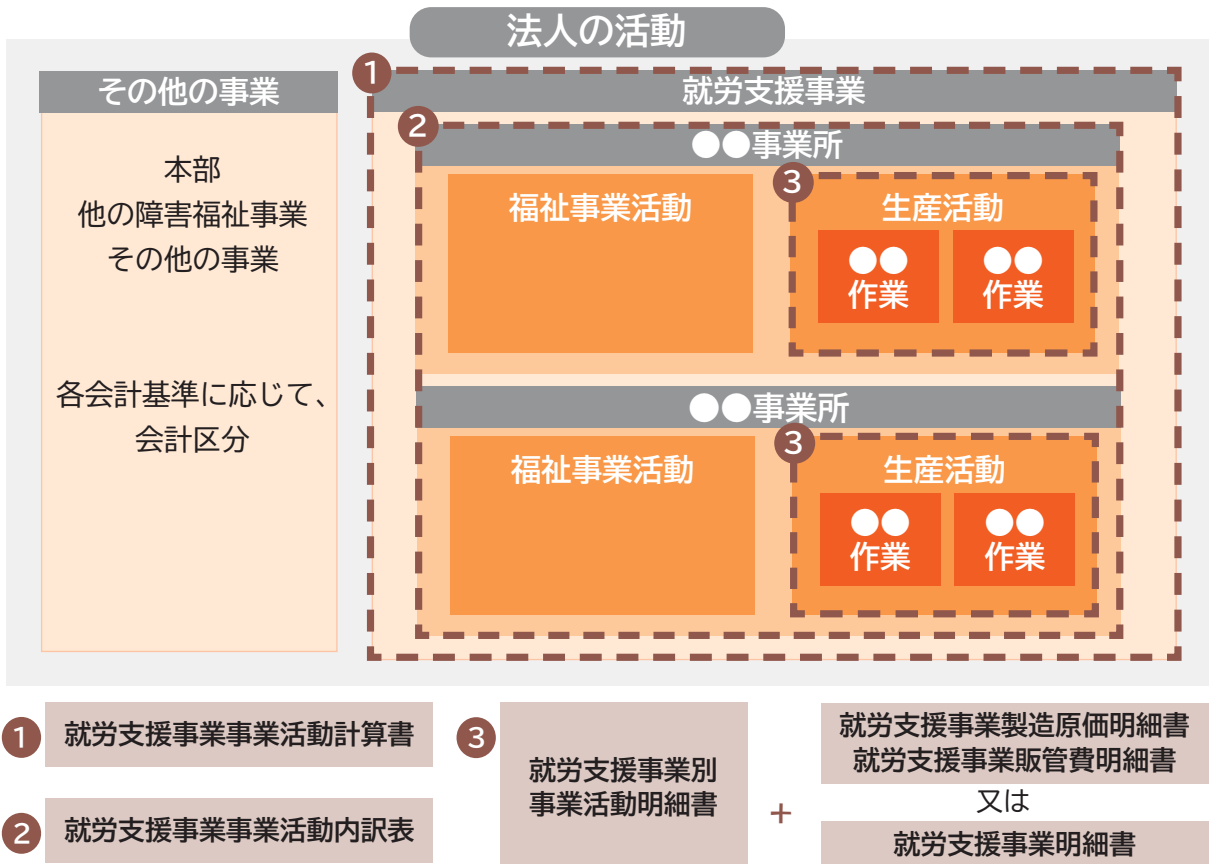 法人の活動
その他の事業
本部
他の障害福祉事業
その他の事業
各会計基準に応じて、
会計区分
1
就労支援事業
2
●●事業所
福祉事業活動
3
生産活動
●●
作業
●●
作業
●●事業所
福祉事業活動
3
生産活動
●●
作業
●●
作業
1
就労支援事業事業活動計算書
2
就労支援事業事業活動内訳表
3
就労支援事業別
事業活動明細書
+
就労支援事業製造原価明細書
就労支援事業販管費明細書
又は
就労支援事業明細書